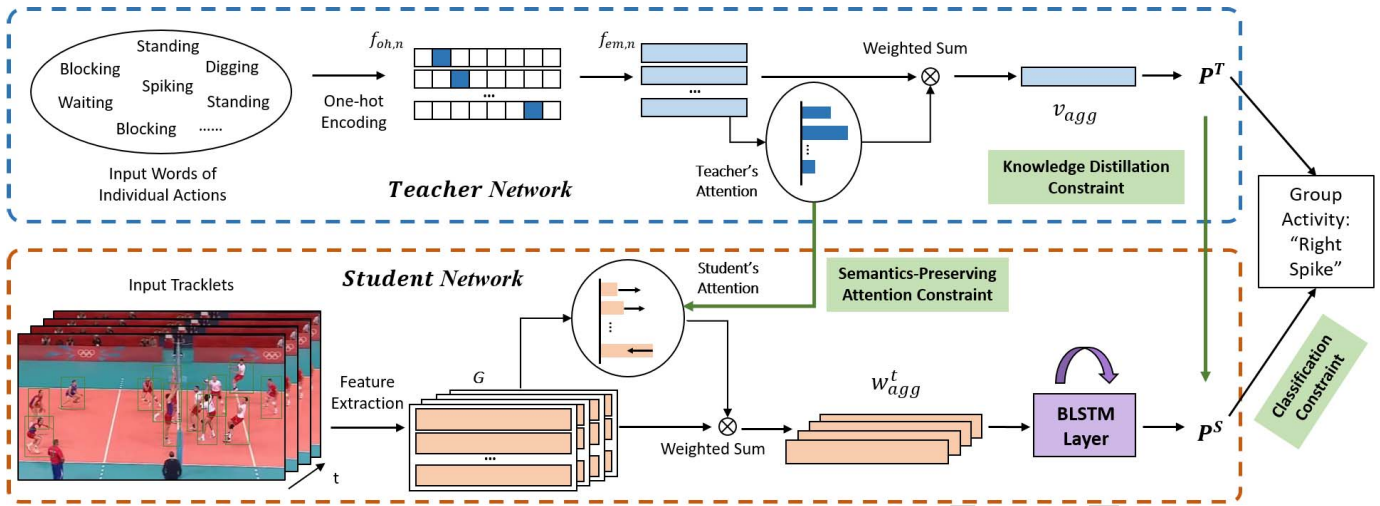 Standing
Blocking
Digging
Spiking
Waiting
Standing
Blocking
......
Input Words of
Individual Actions
One-hot
Encoding
f_{oh,n}
...
f_{em,n}
...
Teacher's
Attention
Weighted Sum
v_{agg}
P^T
Teacher Network
Knowledge Distillation
Constraint
Group
Activity:
“Right
Spike”
Student Network
Input Tracklets
t
Feature
Extraction
G
...
Student's
Attention
Semantics-Preserving
Attention Constraint
Weighted Sum
w^t_{agg}
BLSTM
Layer
P^S
Classification
Constraint